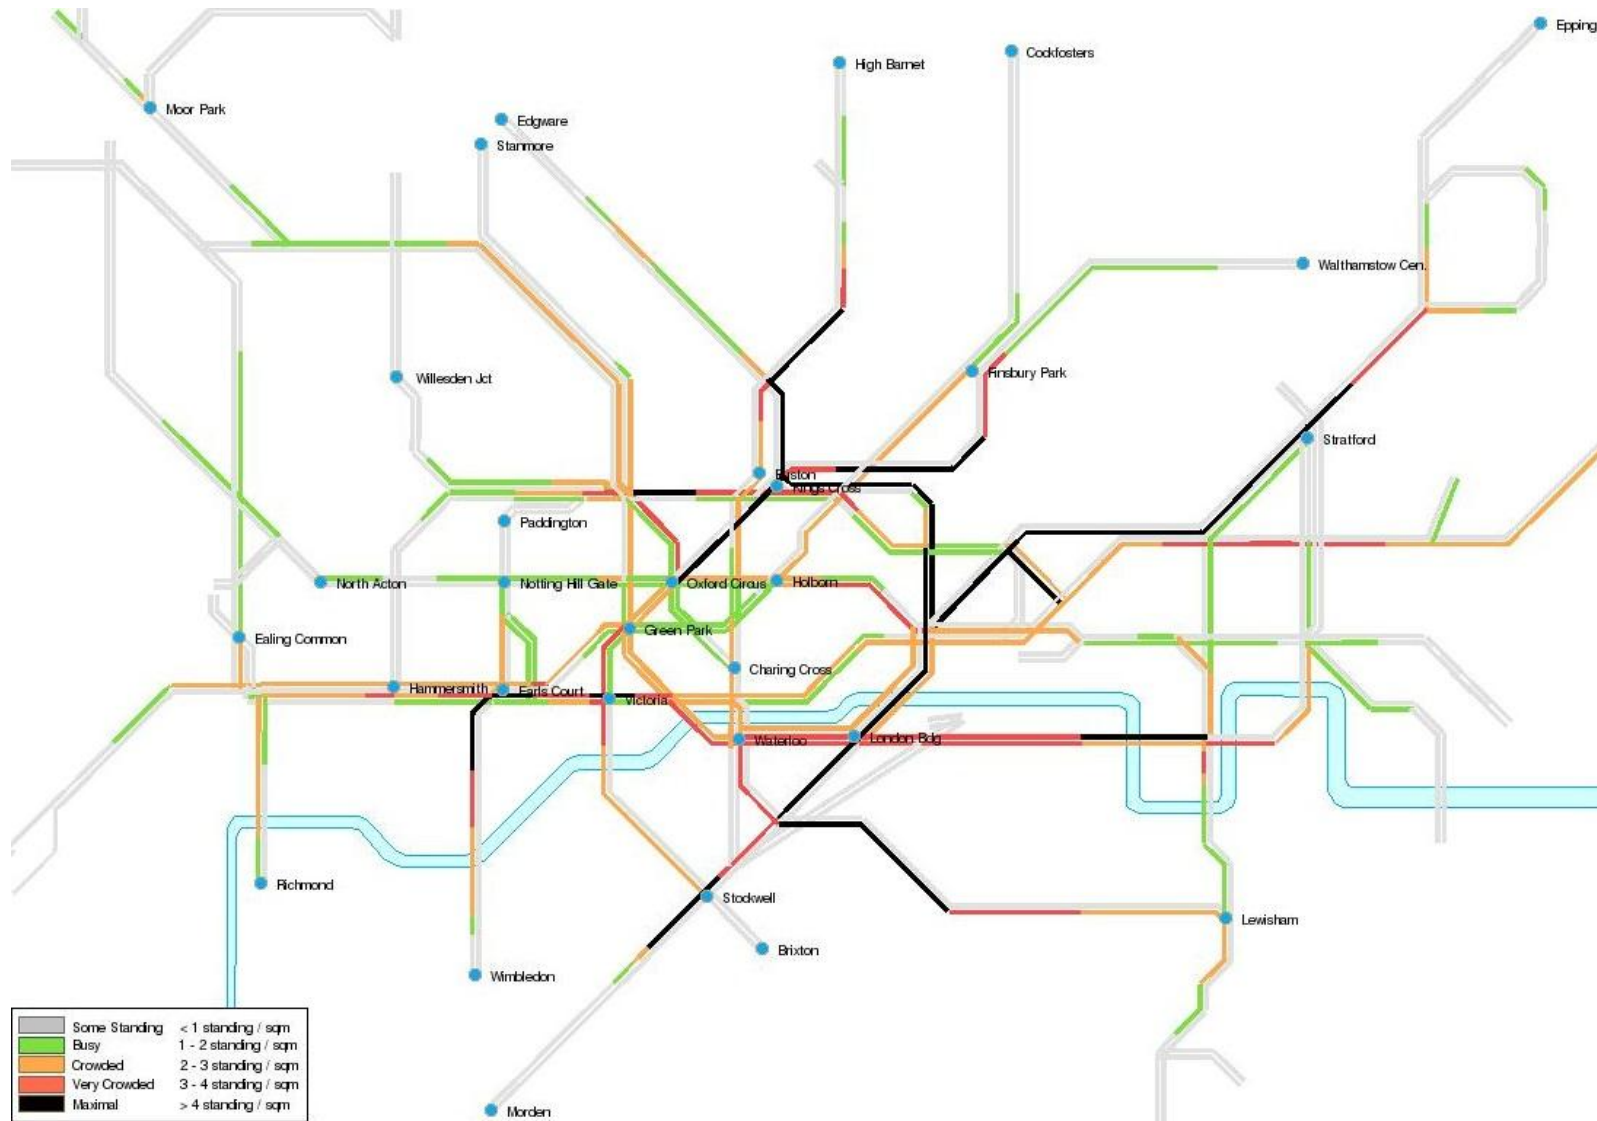 Epping
Cockfosters
High Barnet
Moor Park
Edgware
Stanmore
Walthamstow Cen.
Willesden Jct
Finsbury Park
Stratford
Euston
Kings Cross
Paddington
North Acton
Notting Hill Gate
Oxford Circus
Holborn
Ealing Common
Green Park
Charing Cross
Hammersmith
Earls Court
Victoria
Waterloo
London Bdg
Richmond
Stockwell
Lewisham
Brixton
Wimbledon
Some Standing < 1 standing / sqm
Busy 1 - 2 standing / sqm
Crowded 2 - 3 standing / sqm
Very Crowded 3 - 4 standing / sqm
Maximal > 4 standing / sqm
Morden